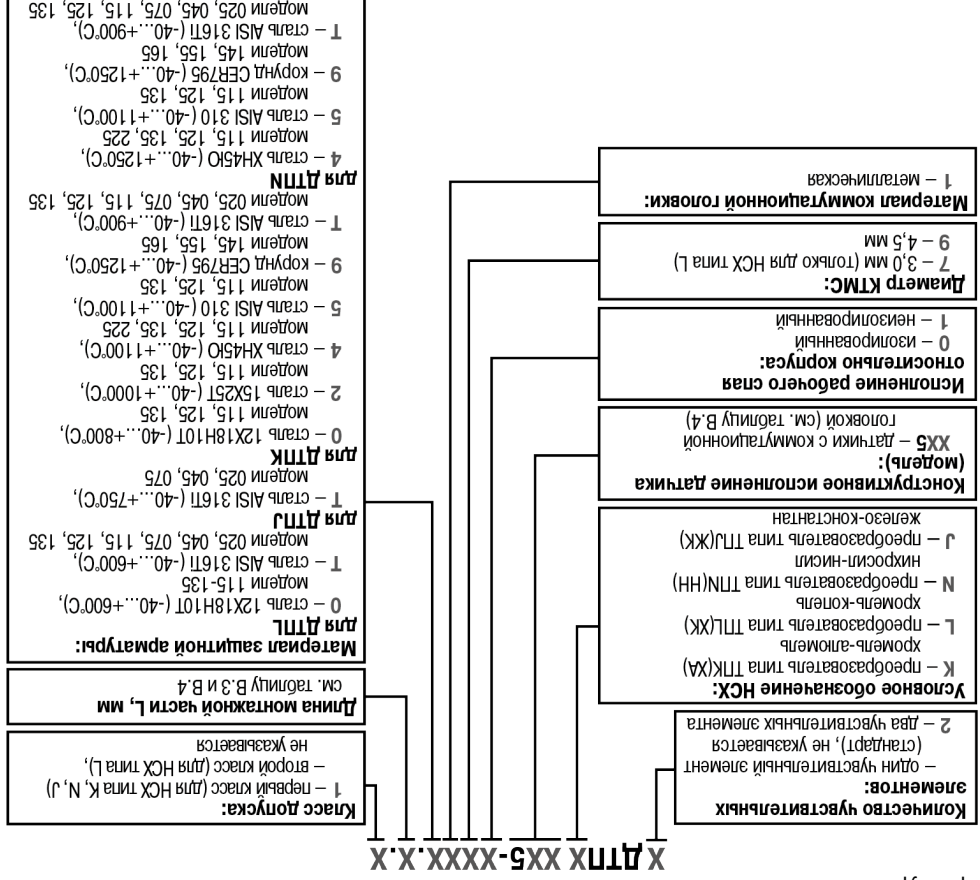 Х ДТПХ ХХ5-ХХХХ.Х.Х
Количество чувствительных
элементов:
– один чувствительный элемент
(стандарт), не указывается
2 – два чувствительных элемента
Условное обозначение НСХ:
K – преобразователь типа ТПК(ХА)
хромель-алюмель
L – преобразователь типа ТПL(ХК)
хромель-копель
N – преобразователь типа ТПN(НН)
нихросил-нисил
J – преобразователь типа ТПJ(ЖК)
железо-константан
Конструктивное исполнение датчика
(модель):
ХХ5 – датчики с коммутационной
головкой (см. таблицу В.4)
Исполнение рабочего спая
относительно корпуса:
0 – изолированный
1 – неизолированный
Диаметр КТМС:
7 – 3,0 мм (только для НСХ типа L)
9 – 4,5 мм
Материал коммутационной головки:
1 – металлическая
Класс допуска:
1 – первый класс (для НСХ типа K, N, J)
– второй класс (для НСХ типа L),
не указывается
Длина монтажной части L, мм
см. таблицу В.3 и В.4
Материал защитной арматуры:
для ДТПL
0 – сталь 12Х18Н10Т (-40...+600°С),
модели 115-135
Т – сталь AISI 316Ti (-40...+600°С),
модели 025, 045, 075, 115, 125, 135
для ДТПJ
Т – сталь AISI 316Ti (-40...+750°С),
модели 025, 045, 075
для ДТПК
0 – сталь 12Х18Н10Т (-40...+800°С),
модели 115, 125, 135
2 – сталь 15Х25Т (-40...+1000°С),
модели 115, 125, 135
4 – сталь ХН45Ю (-40...+1100°С),
модели 115, 125, 135, 225
5 – сталь AISI 310 (-40...+1100°С),
модели 115, 125, 135
9 – корунд CER795 (-40...+1250°С),
модели 145, 155, 165
Т – сталь AISI 316Ti (-40...+900°С),
модели 025, 045, 075, 115, 125, 135
для ДТПN
4 – сталь ХН45Ю (-40...+1250°С),
модели 115, 125, 135, 225
5 – сталь AISI 310 (-40...+1100°С),
модели 115, 125, 135
9 – корунд CER795 (-40...+1250°С),
модели 145, 155, 165
Т – сталь AISI 316Ti (-40...+900°С),
модели 025, 045, 075, 115, 125, 135